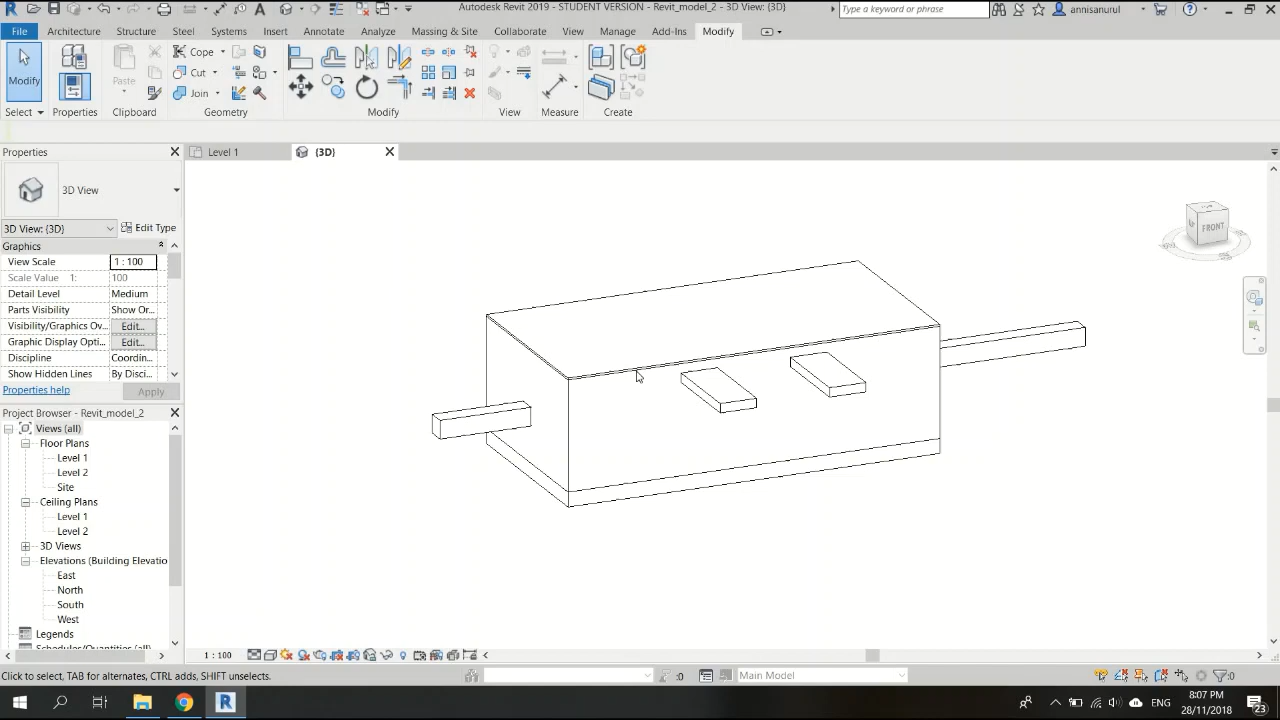 Autodesk Revit 2019 - STUDENT VERSION - Revit_model_2 - 3D View: {3D}
Type a keyword or phrase
annisanurul
File
Architecture
Structure
Steel
Systems
Insert
Annotate
Analyze
Massing & Site
Collaborate
View
Manage
Add-Ins
Modify
Modify
Paste
Cope
Cut
Join
Select
Properties
Clipboard
Geometry
Modify
View
Measure
Create
Properties
Level 1
{3D}
3D View
3D View: {3D}
Edit Type
Graphics
View Scale
1 : 100
Scale Value 1:
100
Detail Level
Medium
Parts Visibility
Show Or...
Visibility/Graphics Ov...
Edit...
Graphic Display Opti...
Edit...
Discipline
Coordin...
Show Hidden Lines
By Disci...
Properties help
Apply
FRONT
Project Browser - Revit_model_2
Views (all)
Floor Plans
Level 1
Level 2
Site
Ceiling Plans
Level 1
Level 2
3D Views
Elevations (Building Elevatio
East
North
South
West
Legends
Schedules/Quantities (all)
1 : 100
Click to select, TAB for alternates, CTRL adds, SHIFT unselects.
:0
Main Model
:0
ENG
8:07 PM
28/11/2018
23